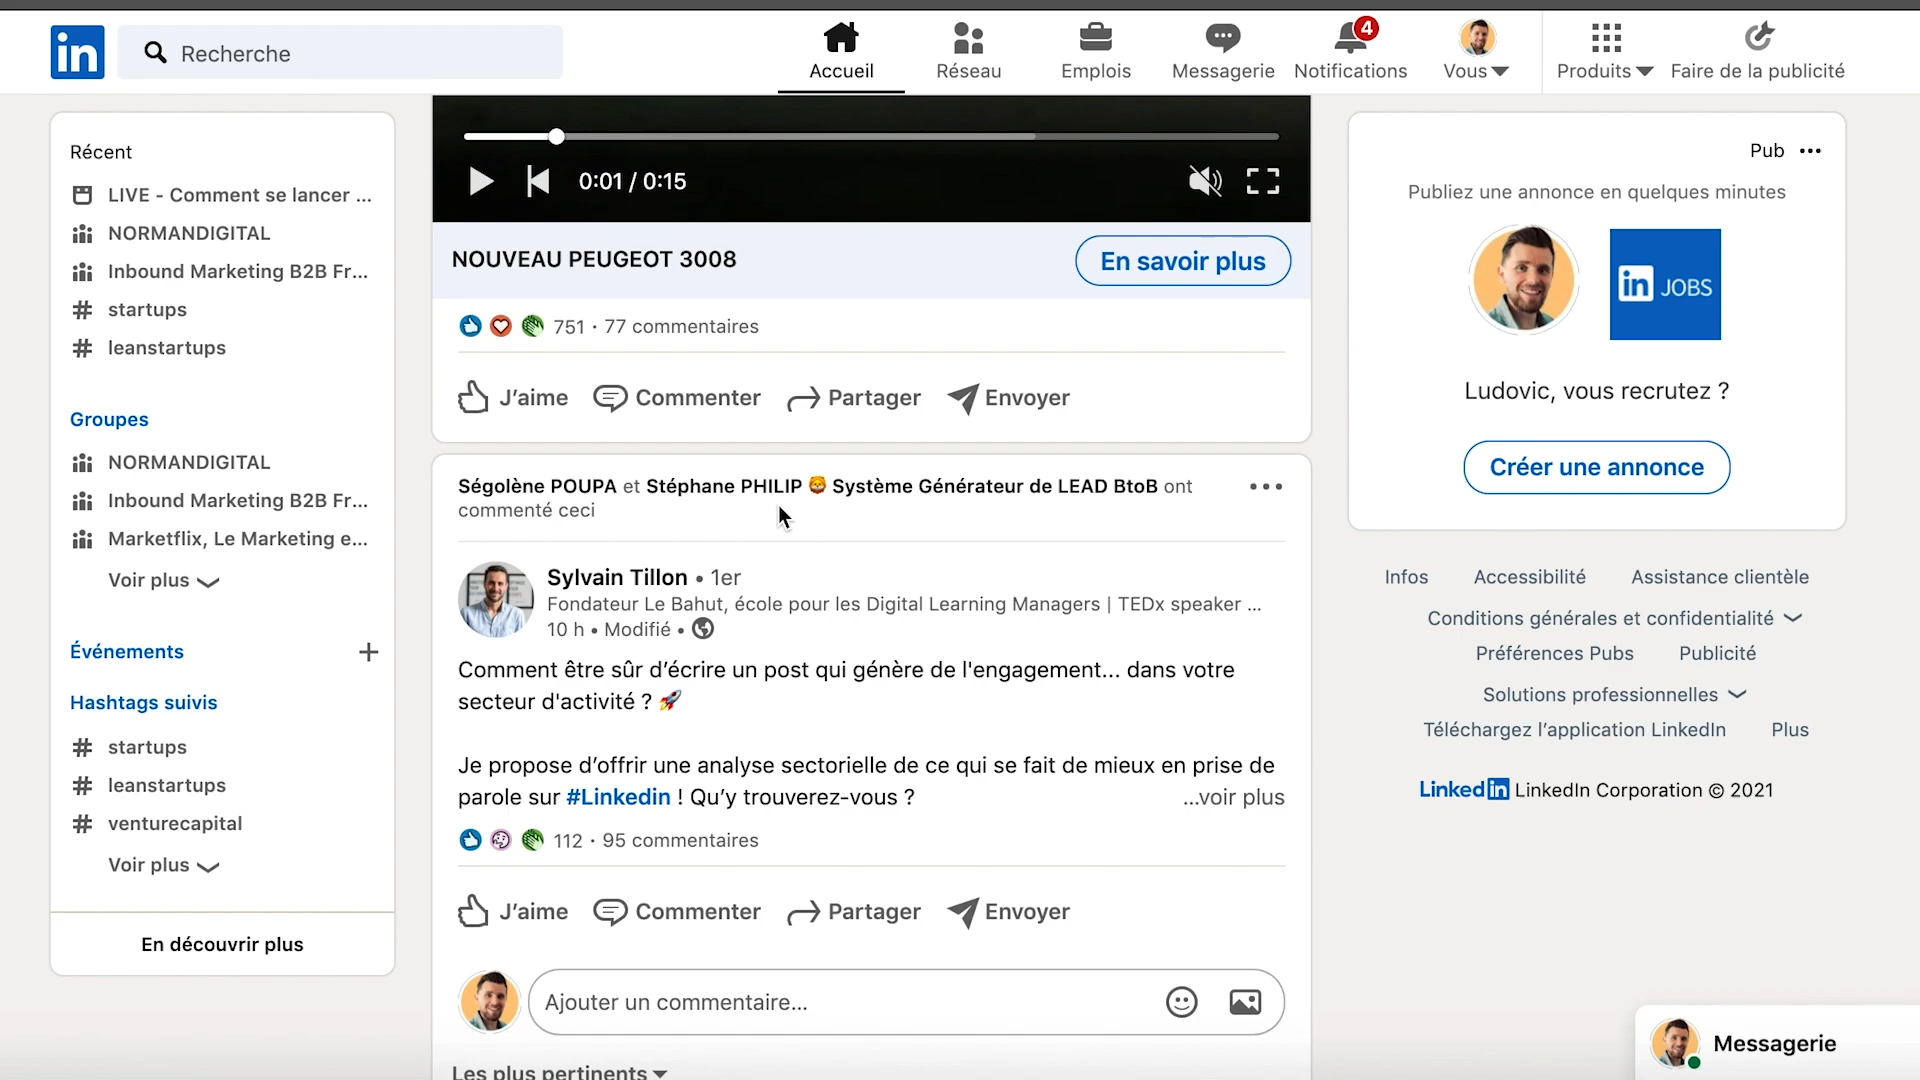 in
Recherche
Accueil
Réseau
Emplois
Messagerie
4
Notifications
Vous
Produits
Faire de la publicité
Récent
LIVE - Comment se lancer ...
NORMANDIGITAL
Inbound Marketing B2B Fr...
# startups
# leanstartups
Groupes
NORMANDIGITAL
Inbound Marketing B2B Fr...
Marketflix, Le Marketing e...
Voir plus
Événements +
Hashtags suivis
# startups
# leanstartups
# venturecapital
Voir plus
En découvrir plus
0:01 / 0:15
NOUVEAU PEUGEOT 3008
En savoir plus
751 · 77 commentaires
J’aime Commenter Partager Envoyer
Ségolène POUPA et Stéphane PHILIP 🦁 Système Générateur de LEAD BtoB ont
commenté ceci
Sylvain Tillon • 1er
Fondateur Le Bahut, école pour les Digital Learning Managers | TEDx speaker ...
10 h • Modifié •
Comment être sûr d’écrire un post qui génère de l'engagement... dans votre
secteur d'activité ? 🚀
Je propose d’offrir une analyse sectorielle de ce qui se fait de mieux en prise de
parole sur #Linkedin ! Qu’y trouverez-vous ?
...voir plus
112 · 95 commentaires
J’aime Commenter Partager Envoyer
Ajouter un commentaire...
Les plus pertinents
Pub
Publiez une annonce en quelques minutes
in JOBS
Ludovic, vous recrutez ?
Créer une annonce
Infos Accessibilité Assistance clientèle
Conditions générales et confidentialité
Préférences Pubs Publicité
Solutions professionnelles
Téléchargez l’application LinkedIn Plus
LinkedIn LinkedIn Corporation © 2021
Messagerie